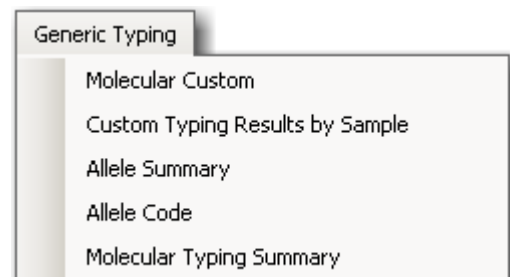 Generic Typing
Molecular Custom
Custom Typing Results by Sample
Allele Summary
Allele Code
Molecular Typing Summary